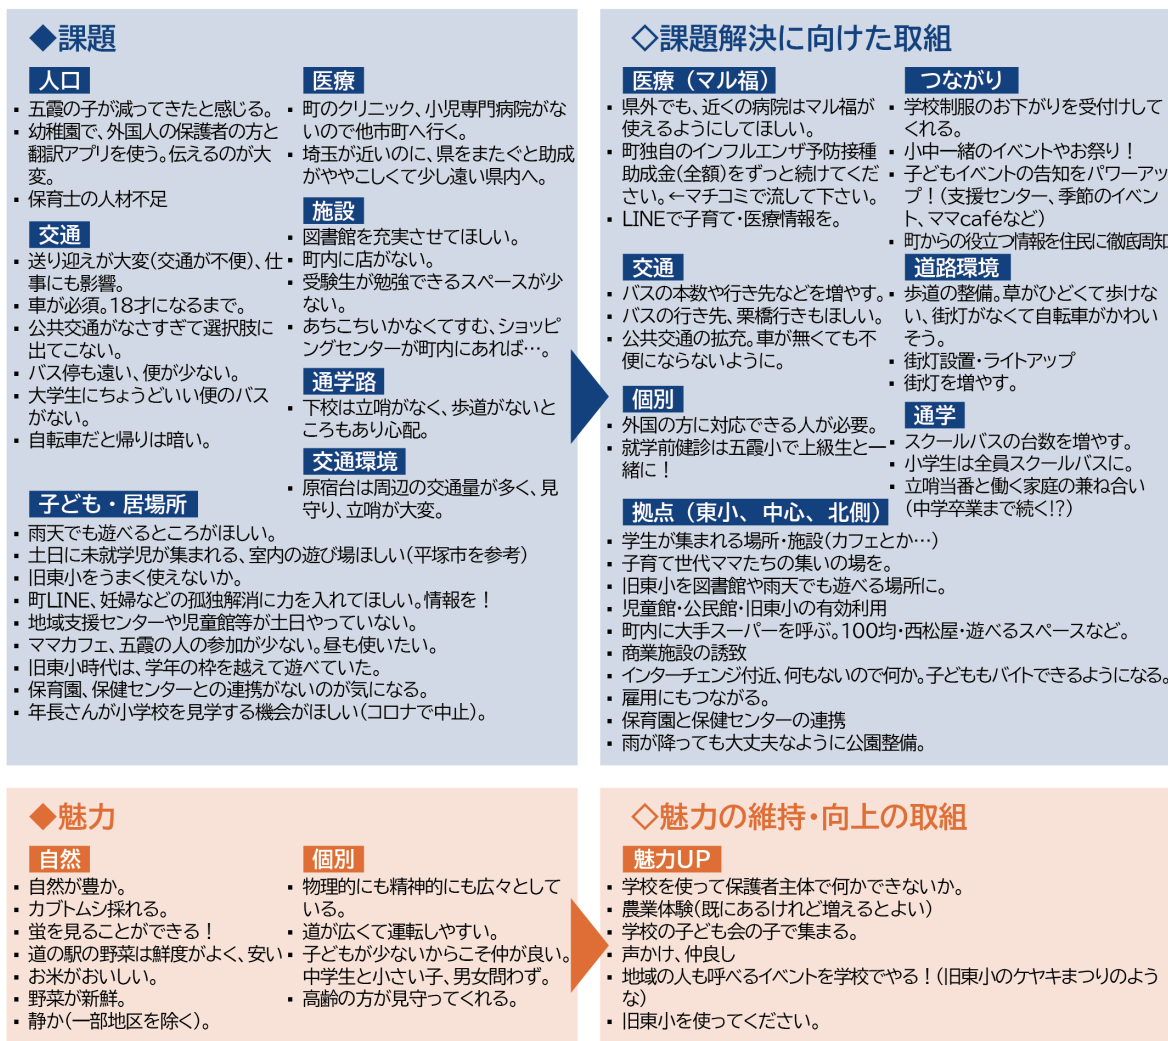 ◆課題
人口
▪ 五霞の子が減ってきたと感じる。
▪ 幼稚園で、外国人の保護者の方と
翻訳アプリを使う。伝えるのが大
変。
▪ 保育士の人材不足
交通
▪ 送り迎えが大変(交通が不便)、仕
事にも影響。
▪ 車が必須。18才になるまで。
▪ 公共交通がなさすぎて選択肢に
出てこない。
▪ バス停も遠い、便が少ない。
▪ 大学生にちょうどいい便のバス
がない。
▪ 自転車だと帰りは暗い。
医療
▪ 町のクリニック、小児専門病院がな
いので他市町へ行く。
▪ 埼玉が近いのに、県をまたぐと助成
がややこしくて少し遠い県内へ。
施設
▪ 図書館を充実させてほしい。
▪ 町内に店がない。
▪ 受験生が勉強できるスペースが少
ない。
▪ あちこちいかなくてすむ、ショッピ
ングセンターが町内にあれば…。
通学路
▪ 下校は立哨がなく、歩道がないと
ころもあり心配。
交通環境
▪ 原宿台は周辺の交通量が多く、見
守り、立哨が大変。
子ども・居場所
▪ 雨天でも遊べるところがほしい。
▪ 土日に未就学児が集まれる、室内の遊び場ほしい(平塚市を参考)
▪ 旧東小をうまく使えないか。
▪ 町LINE、妊婦などの孤独解消に力を入れてほしい。情報を！
▪ 地域支援センターや児童館等が土日やっていない。
▪ ママカフェ、五霞の人の参加が少ない。昼も使いたい。
▪ 旧東小時代は、学年の枠を越えて遊べていた。
▪ 保育園、保健センターとの連携がないのが気になる。
▪ 年長さんが小学校を見学する機会がほしい(コロナで中止)。
◇課題解決に向けた取組
医療（マル福）
▪ 県外でも、近くの病院はマル福が
使えるようにしてほしい。
▪ 町独自のインフルエンザ予防接種
助成金(全額)をずっと続けてくだ
さい。←マチコミで流して下さい。
▪ LINEで子育て・医療情報を。
交通
▪ バスの本数や行き先などを増やす。
▪ バスの行き先、栗橋行きもほしい。
▪ 公共交通の拡充。車が無くても不
便にならないように。
個別
▪ 外国の方に対応できる人が必要。
▪ 就学前健診は五霞小で上級生と一
緒に！
つながり
▪ 学校制服のお下がりを受付けして
くれる。
▪ 小中一緒のイベントやお祭り！
▪ 子どもイベントの告知をパワーアッ
プ！(支援センター、季節のイベン
ト、ママcaféなど)
▪ 町からの役立つ情報を住民に徹底周知
道路環境
▪ 歩道の整備。草がひどくて歩けな
い、街灯がなくて自転車がかわい
そう。
▪ 街灯設置・ライトアップ
▪ 街灯を増やす。
通学
▪ スクールバスの台数を増やす。
▪ 小学生は全員スクールバスに。
▪ 立哨当番と働く家庭の兼ね合い
(中学卒業まで続く!?)
拠点（東小、中心、北側）
▪ 学生が集まれる場所・施設(カフェとか…)
▪ 子育て世代ママたちの集いの場を。
▪ 旧東小を図書館や雨天でも遊べる場所に。
▪ 児童館・公民館・旧東小の有効利用
▪ 町内に大手スーパーを呼ぶ。100均・西松屋・遊べるスペースなど。
▪ 商業施設の誘致
▪ インターチェンジ付近、何もないので何か。子どももバイトできるようになる。
▪ 雇用にもつながる。
▪ 保育園と保健センターの連携
▪ 雨が降っても大丈夫なように公園整備。
◆魅力
自然
▪ 自然が豊か。
▪ カブトムシ採れる。
▪ 蛍を見ることができる！
▪ 道の駅の野菜は鮮度がよく、安い
▪ お米がおいしい。
▪ 野菜が新鮮。
▪ 静か(一部地区を除く)。
個別
▪ 物理的にも精神的にも広々として
いる。
▪ 道が広くて運転しやすい。
▪ 子どもが少ないからこそ仲が良い。
中学生と小さい子、男女問わず。
▪ 高齢の方が見守ってくれる。
◇魅力の維持・向上の取組
魅力UP
▪ 学校を使って保護者主体で何かできないか。
▪ 農業体験(既にあるけれど増えるとよい)
▪ 学校の子ども会の子で集まる。
▪ 声かけ、仲良し
▪ 地域の人も呼べるイベントを学校でやる！(旧東小のケヤキまつりのよう
な)
▪ 旧東小を使ってください。